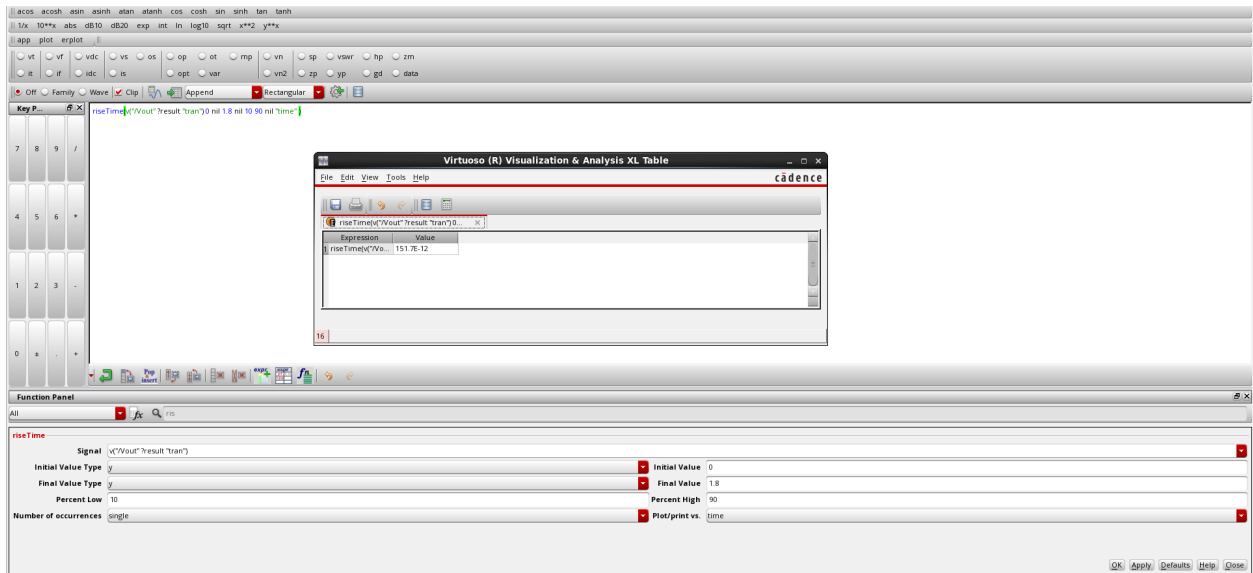 acos acosh asin asinh atan atanh cos cosh sin sinh tan tanh
1/x 10**x abs dB10 dB20 exp int ln log10 sqrt x**2 y**x
app plot erplot
vt vf vdc vs os op ot mp vn sp vswr hp zm
it if idc is opt var vn2 zp yp gd data
Off Family Wave Clip Append Rectangular
Key P...
riseTime(v("/Vout" ?result "tran") 0 nil 1.8 nil 10 90 nil "time")
7 8 9 /
4 5 6 *
1 2 3 -
0 ± . +
Virtuoso (R) Visualization & Analysis XL Table
File Edit View Tools Help
cādence
riseTime(v("/Vout" ?result "tran") 0...
Expression Value
1 riseTime(v("/Vo... 151.7E-12
16
Pop
insert
expr
expr
fn
Function Panel
All fx ris
riseTime
Signal v("/Vout" ?result "tran")
Initial Value Type y Initial Value 0
Final Value Type y Final Value 1.8
Percent Low 10 Percent High 90
Number of occurrences single Plot/print vs. time
OK Apply Defaults Help Close